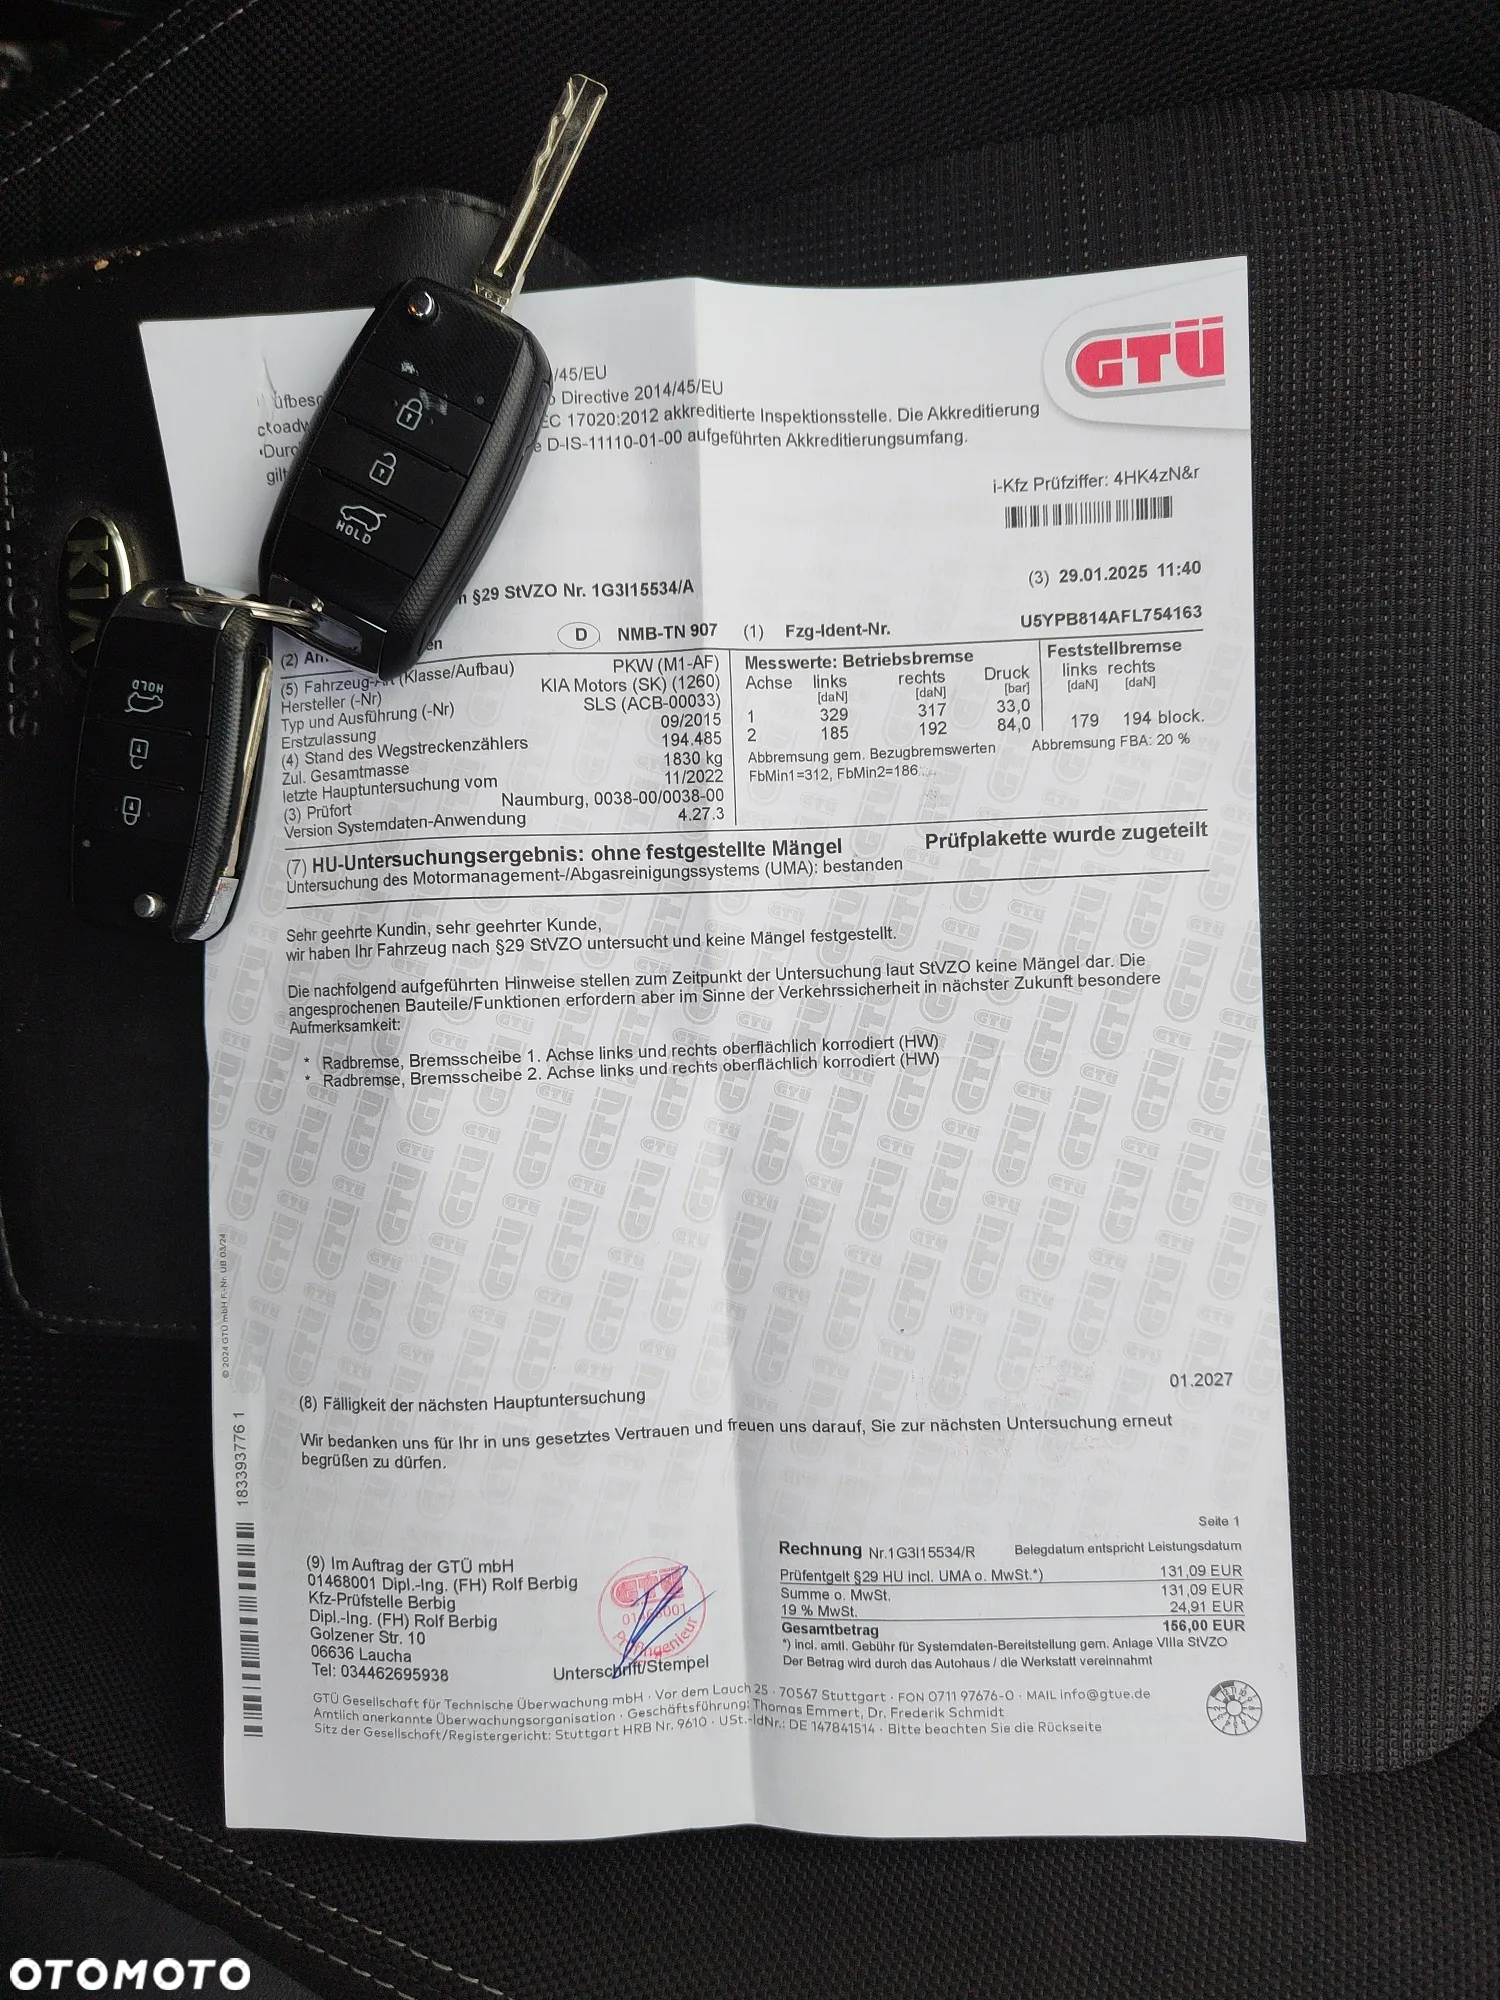 GTÜ
/45/EU
Directive 2014/45/EU
EC 17020:2012 akkreditierte Inspektionsstelle. Die Akkreditierung
D-IS-11110-01-00 aufgeführten Akkreditierungsumfang.
i-Kfz Prüfziffer: 4HK4zN&r
HOLD
KIA
(3) 29.01.2025 11:40
§29 StVZO Nr. 1G3I15534/A
(2)
D NMB-TN 907 (1) Fzg-Ident-Nr. U5YPB814AFL754163
(5) Fahrzeug- (Klasse/Aufbau) PKW (M1-AF)
Hersteller (-Nr) KIA Motors (SK) (1260)
Typ und Ausführung (-Nr) SLS (ACB-00033)
Erstzulassung 09/2015
(4) Stand des Wegstreckenzählers 194.485
Zul. Gesamtmasse 1830 kg
letzte Hauptuntersuchung vom 11/2022
(3) Prüfort Naumburg, 0038-00/0038-00
Version Systemdaten-Anwendung 4.27.3
Messwerte: Betriebsbremse Feststellbremse
Achse links rechts Druck links rechts
[daN] [daN] [bar] [daN] [daN]
1 329 317 33,0
2 185 192 84,0 179 194 block.
Abbremsung gem. Bezugbremswerten Abbremsung FBA: 20 %
FbMin1=312, FbMin2=186
(7) HU-Untersuchungsergebnis: ohne festgestellte Mängel Prüfplakette wurde zugeteilt
Untersuchung des Motormanagement-/Abgasreinigungssystems (UMA): bestanden
Sehr geehrte Kundin, sehr geehrter Kunde,
wir haben Ihr Fahrzeug nach §29 StVZO untersucht und keine Mängel festgestellt.
Die nachfolgend aufgeführten Hinweise stellen zum Zeitpunkt der Untersuchung laut StVZO keine Mängel dar. Die
angesprochenen Bauteile/Funktionen erfordern aber im Sinne der Verkehrssicherheit in nächster Zukunft besondere
Aufmerksamkeit:
* Radbremse, Bremsscheibe 1. Achse links und rechts oberflächlich korrodiert (HW)
* Radbremse, Bremsscheibe 2. Achse links und rechts oberflächlich korrodiert (HW)
(8) Fälligkeit der nächsten Hauptuntersuchung 01.2027
Wir bedanken uns für Ihr in uns gesetztes Vertrauen und freuen uns darauf, Sie zur nächsten Untersuchung erneut
begrüßen zu dürfen.
183393776 1
Seite 1
(9) Im Auftrag der GTÜ mbH
01468001 Dipl.-Ing. (FH) Rolf Berbig
Kfz-Prüfstelle Berbig
Dipl.-Ing. (FH) Rolf Berbig
Golzener Str. 10
06636 Laucha
Tel: 034462695938
GTÜ
01468001
Prüfingenieur
Unterschrift/Stempel
Rechnung Nr.1G3I15534/R Belegdatum entspricht Leistungsdatum
Prüfentgelt §29 HU incl. UMA o. MwSt.*) 131,09 EUR
Summe o. MwSt. 131,09 EUR
19 % MwSt. 24,91 EUR
Gesamtbetrag 156,00 EUR
*) incl. amtl. Gebühr für Systemdaten-Bereitstellung gem. Anlage VIIIa StVZO
Der Betrag wird durch das Autohaus / die Werkstatt vereinnahmt
GTÜ Gesellschaft für Technische Überwachung mbH · Vor dem Lauch 25 · 70567 Stuttgart · FON 0711 97676-0 · MAIL info@gtue.de
Amtlich anerkannte Überwachungsorganisation · Geschäftsführung: Thomas Emmert, Dr. Frederik Schmidt
Sitz der Gesellschaft/Registergericht: Stuttgart HRB Nr. 9610 · USt.-IdNr.: DE 147841514 · Bitte beachten Sie die Rückseite
OTOMOTO